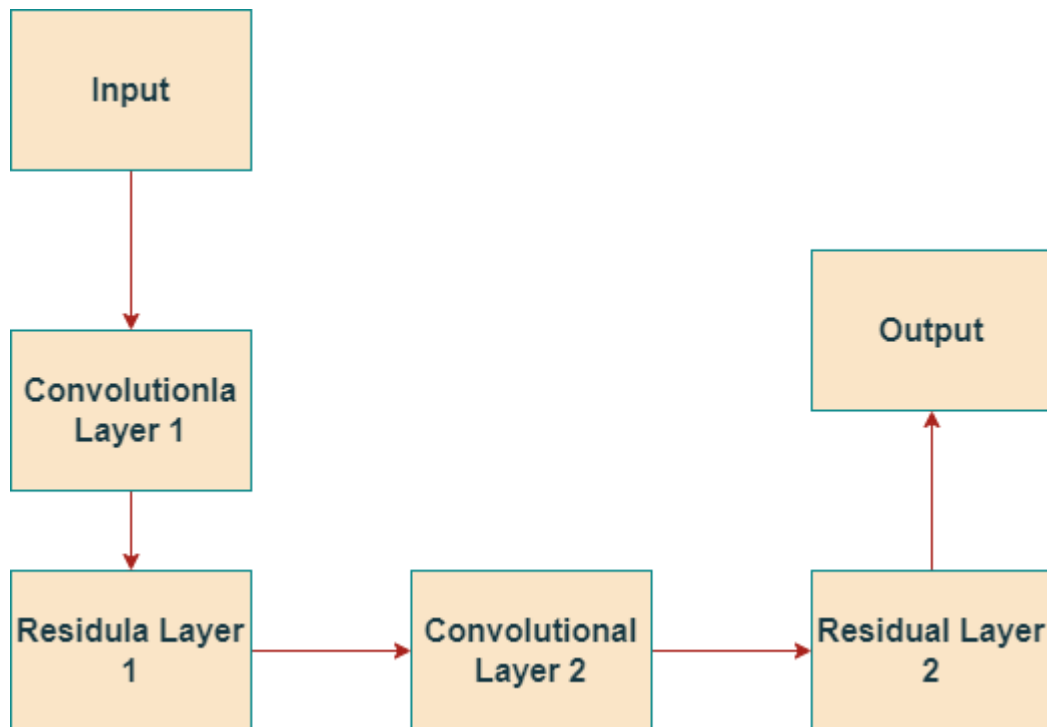 Input
Convolutionla
Layer 1
Residula Layer
1
Convolutional
Layer 2
Residual Layer
2
Output